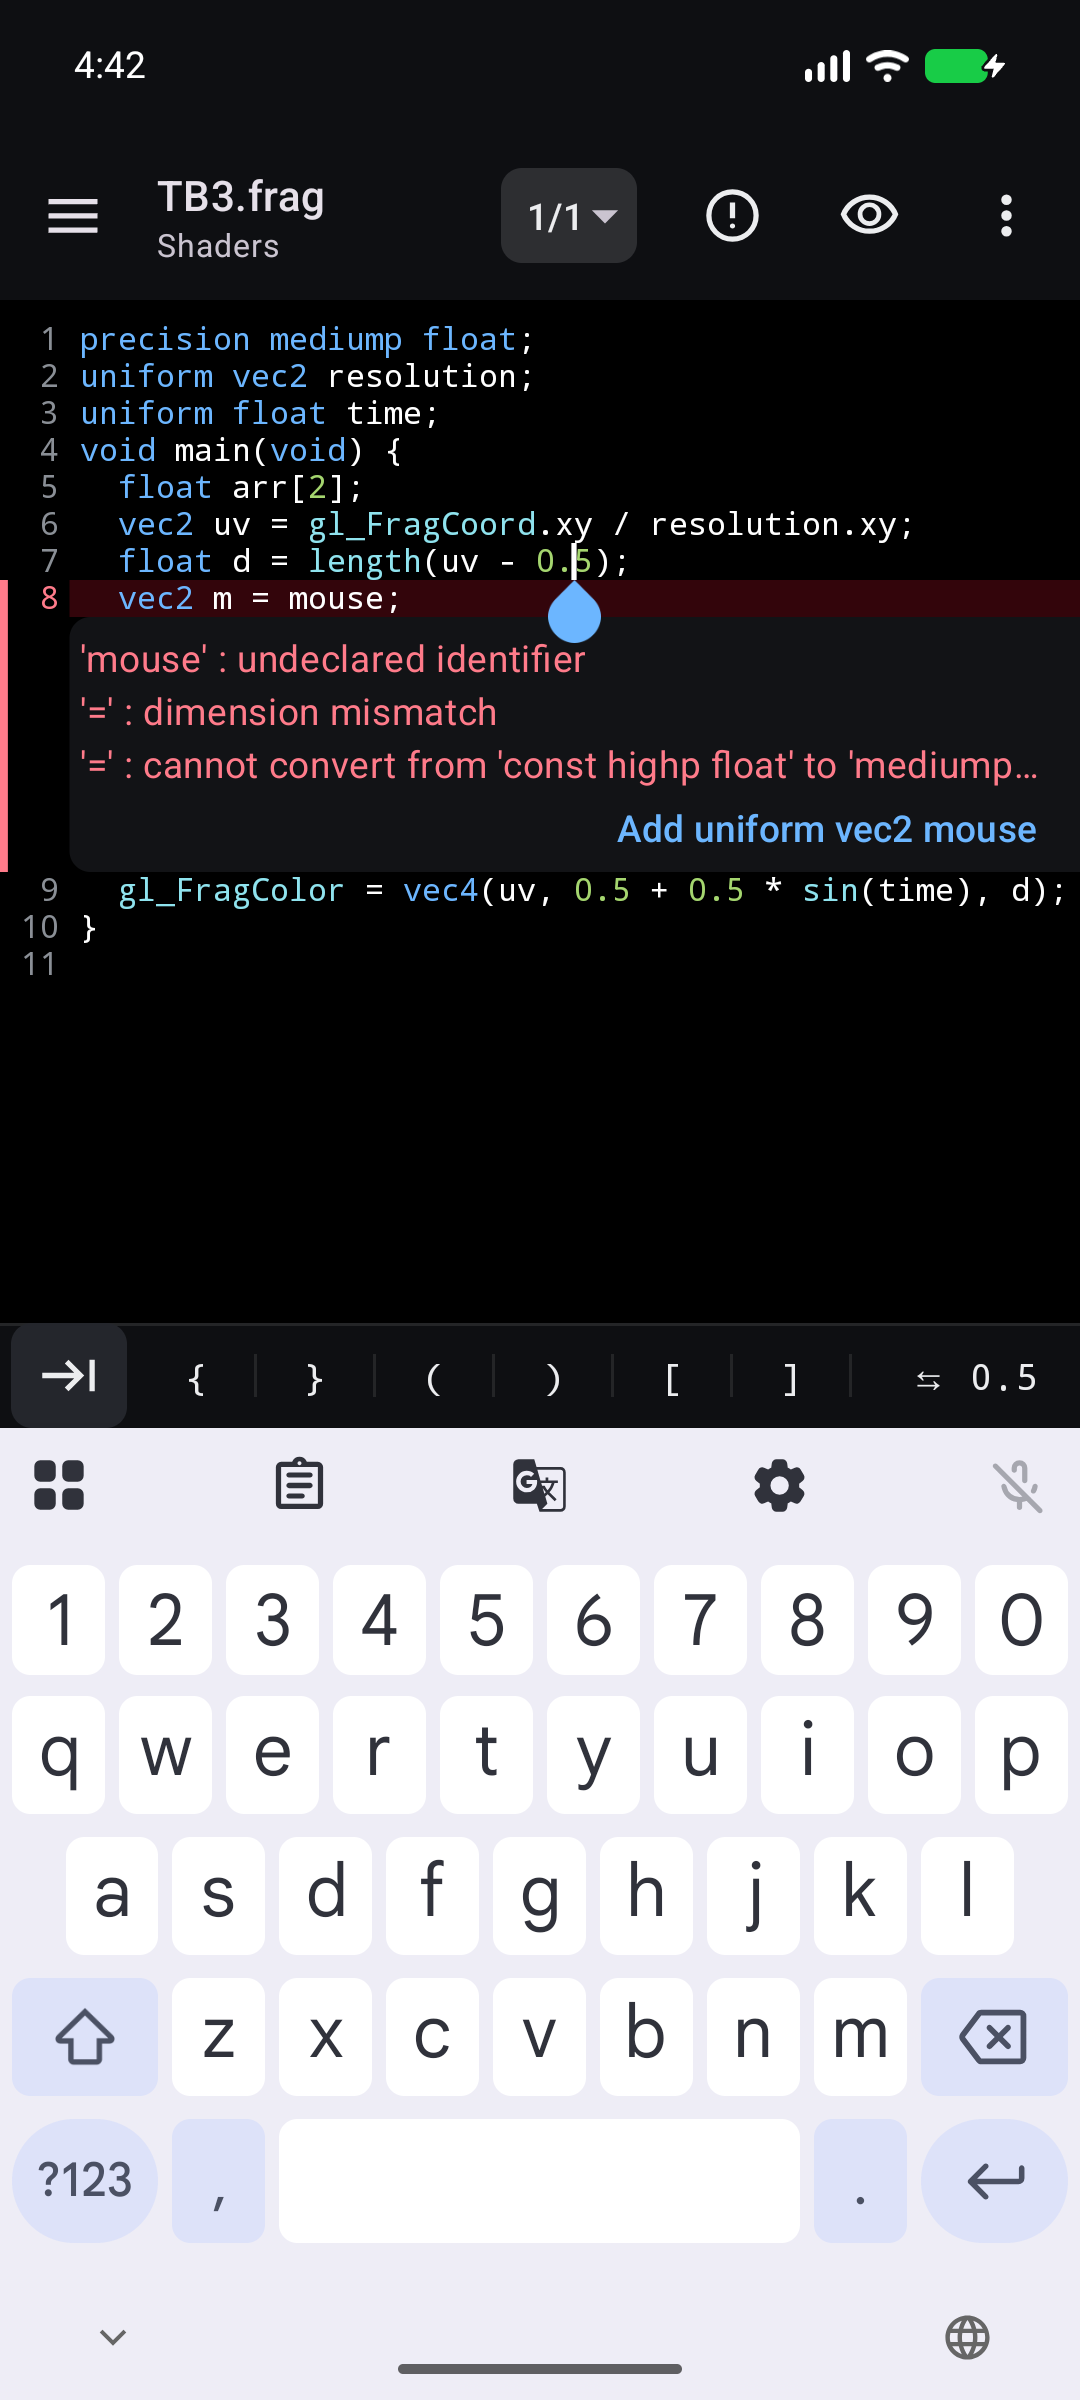 4:42
TB3.frag
Shaders
1/1
1 precision mediump float;
2 uniform vec2 resolution;
3 uniform float time;
4 void main(void) {
5   float arr[2];
6   vec2 uv = gl_FragCoord.xy / resolution.xy;
7   float d = length(uv - 0.5);
8   vec2 m = mouse;
'mouse' : undeclared identifier
'=' : dimension mismatch
'=' : cannot convert from 'const highp float' to 'mediump…
Add uniform vec2 mouse
9   gl_FragColor = vec4(uv, 0.5 + 0.5 * sin(time), d);
10 }
11
{ } ( ) [ ] ⇆ 0.5
1 2 3 4 5 6 7 8 9 0
q w e r t y u i o p
a s d f g h j k l
z x c v b n m
?123 , .